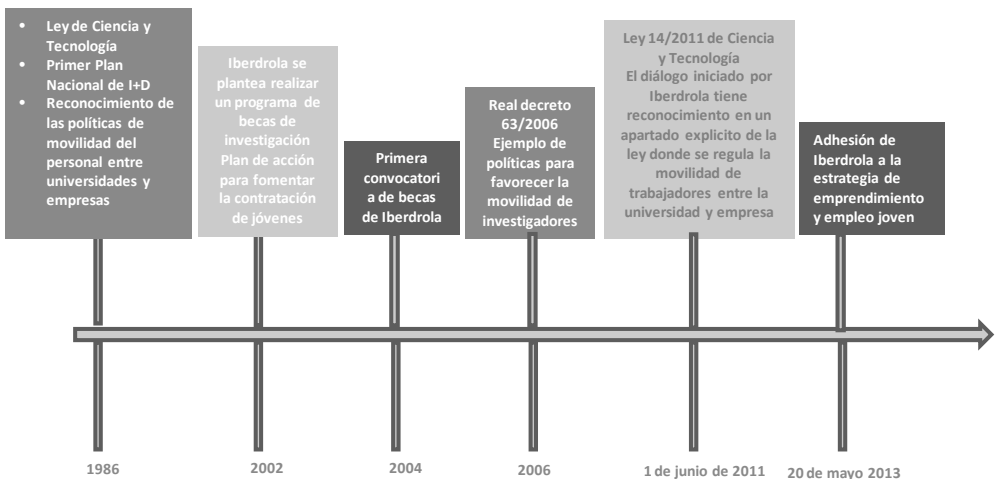 • Ley de Ciencia y
Tecnología
• Primer Plan
Nacional de I+D
• Reconocimiento de
las políticas de
movilidad del
personal entre
universidades y
empresas
Iberdrola se
plantea realizar
un programa de
becas de
investigación
Plan de acción
para fomentar
la contratación
de jóvenes
Primera
convocatori
a de becas
de Iberdrola
Real decreto
63/2006
Ejemplo de
políticas para
favorecer la
movilidad de
investigadores
Ley 14/2011 de Ciencia
y Tecnología
El diálogo iniciado por
Iberdrola tiene
reconocimiento en un
apartado explicito de la
ley donde se regula la
movilidad de
trabajadores entre la
universidad y empresa
Adhesión de
Iberdrola a la
estrategia de
emprendimiento
y empleo joven
1986
2002
2004
2006
1 de junio de 2011
20 de mayo 2013